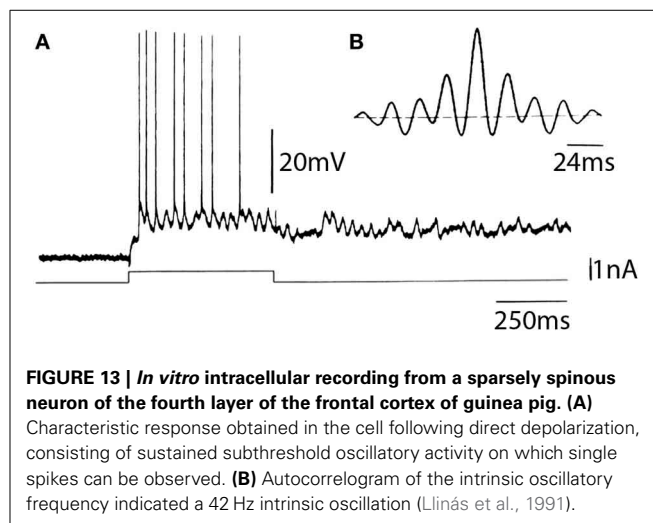 A
B
20mV
24ms
1nA
250ms
FIGURE 13 | In vitro intracellular recording from a sparsely spinous
neuron of the fourth layer of the frontal cortex of guinea pig. (A)
Characteristic response obtained in the cell following direct depolarization,
consisting of sustained subthreshold oscillatory activity on which single
spikes can be observed. (B) Autocorrelogram of the intrinsic oscillatory
frequency indicated a 42 Hz intrinsic oscillation (Llinás et al., 1991).